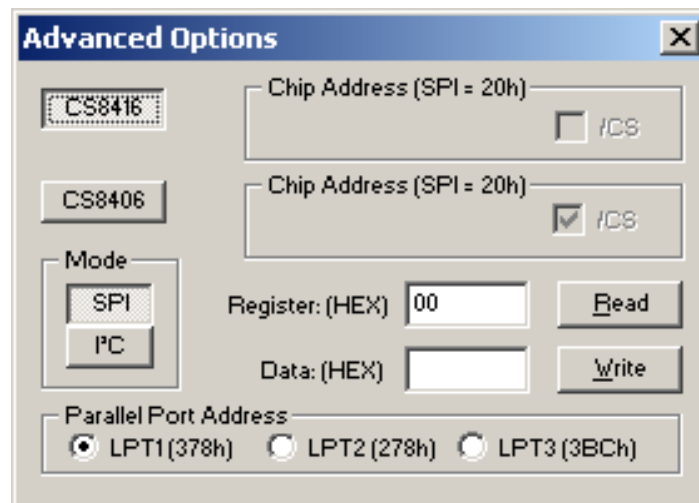 Advanced Options
CS8416
Chip Address (SPI = 20h)
/CS
CS8406
Chip Address (SPI = 20h)
/CS
Mode
SPI
I²C
Register: (HEX)
00
Read
Data: (HEX)
Write
Parallel Port Address
LPT1 (378h)
LPT2 (278h)
LPT3 (3BCh)